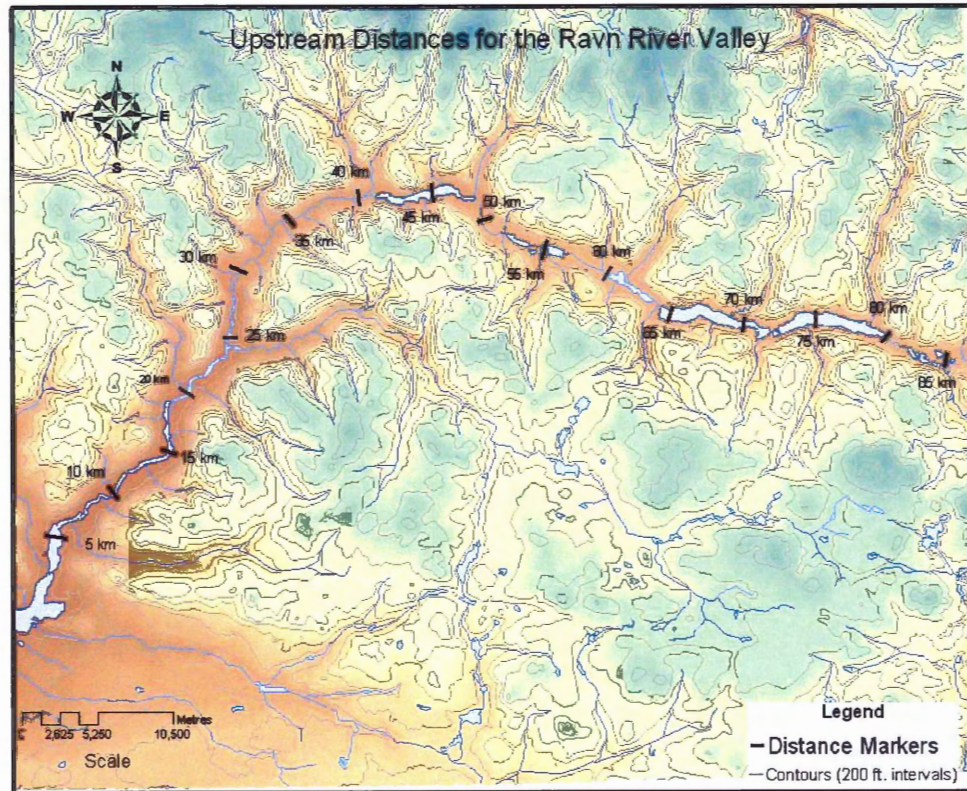 Upstream Distances for the Ravn River Valley
N
W E
S
40 km
45 km
50 km
35 km
30 km
55 km
60 km
70 km
65 km
75 km
80 km
85 km
25 km
20 km
15 km
10 km
5 km
Metres
2,625 5,250 10,500
Scale
Legend
Distance Markers
Contours (200 ft. intervals)